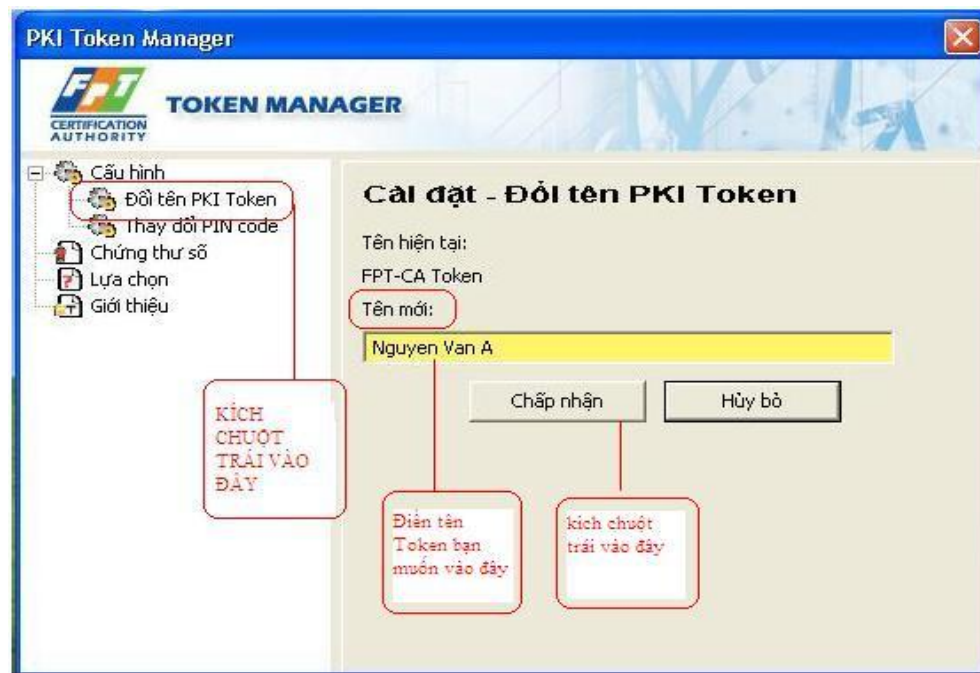 PKI Token Manager
FPT
CERTIFICATION
AUTHORITY
TOKEN MANAGER
Cấu hình
Đổi tên PKI Token
Thay đổi PIN code
Chứng thư số
Lựa chọn
Giới thiệu
Cài đặt - Đổi tên PKI Token
Tên hiện tại:
FPT-CA Token
Tên mới:
Nguyen Van A
Chấp nhận
Hủy bỏ
KÍCH
CHUỘT
TRÁI VÀO
ĐÂY
Điền tên
Token bạn
muốn vào đây
kích chuột
trái vào đây